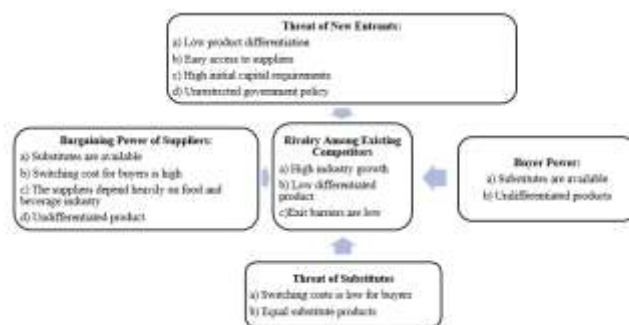 Threat of New Entrants:
a) Low product differentiation
b) Easy access to suppliers
c) High initial capital requirements
d) Unrestricted government policy
Bargaining Power of Suppliers:
a) Substitutes are available
b) Switching cost for buyers is high
c) The suppliers depend heavily on food and
beverage industry
d) Undifferentiated product
Rivalry Among Existing
Competitors
a) High industry growth
b) Low differentiated
product
c)Exit barriers are low
Buyer Power:
a) Substitutes are available
b) Undifferentiated products
Threat of Substitutes
a) Switching costs is low for buyers
b) Equal substitute products